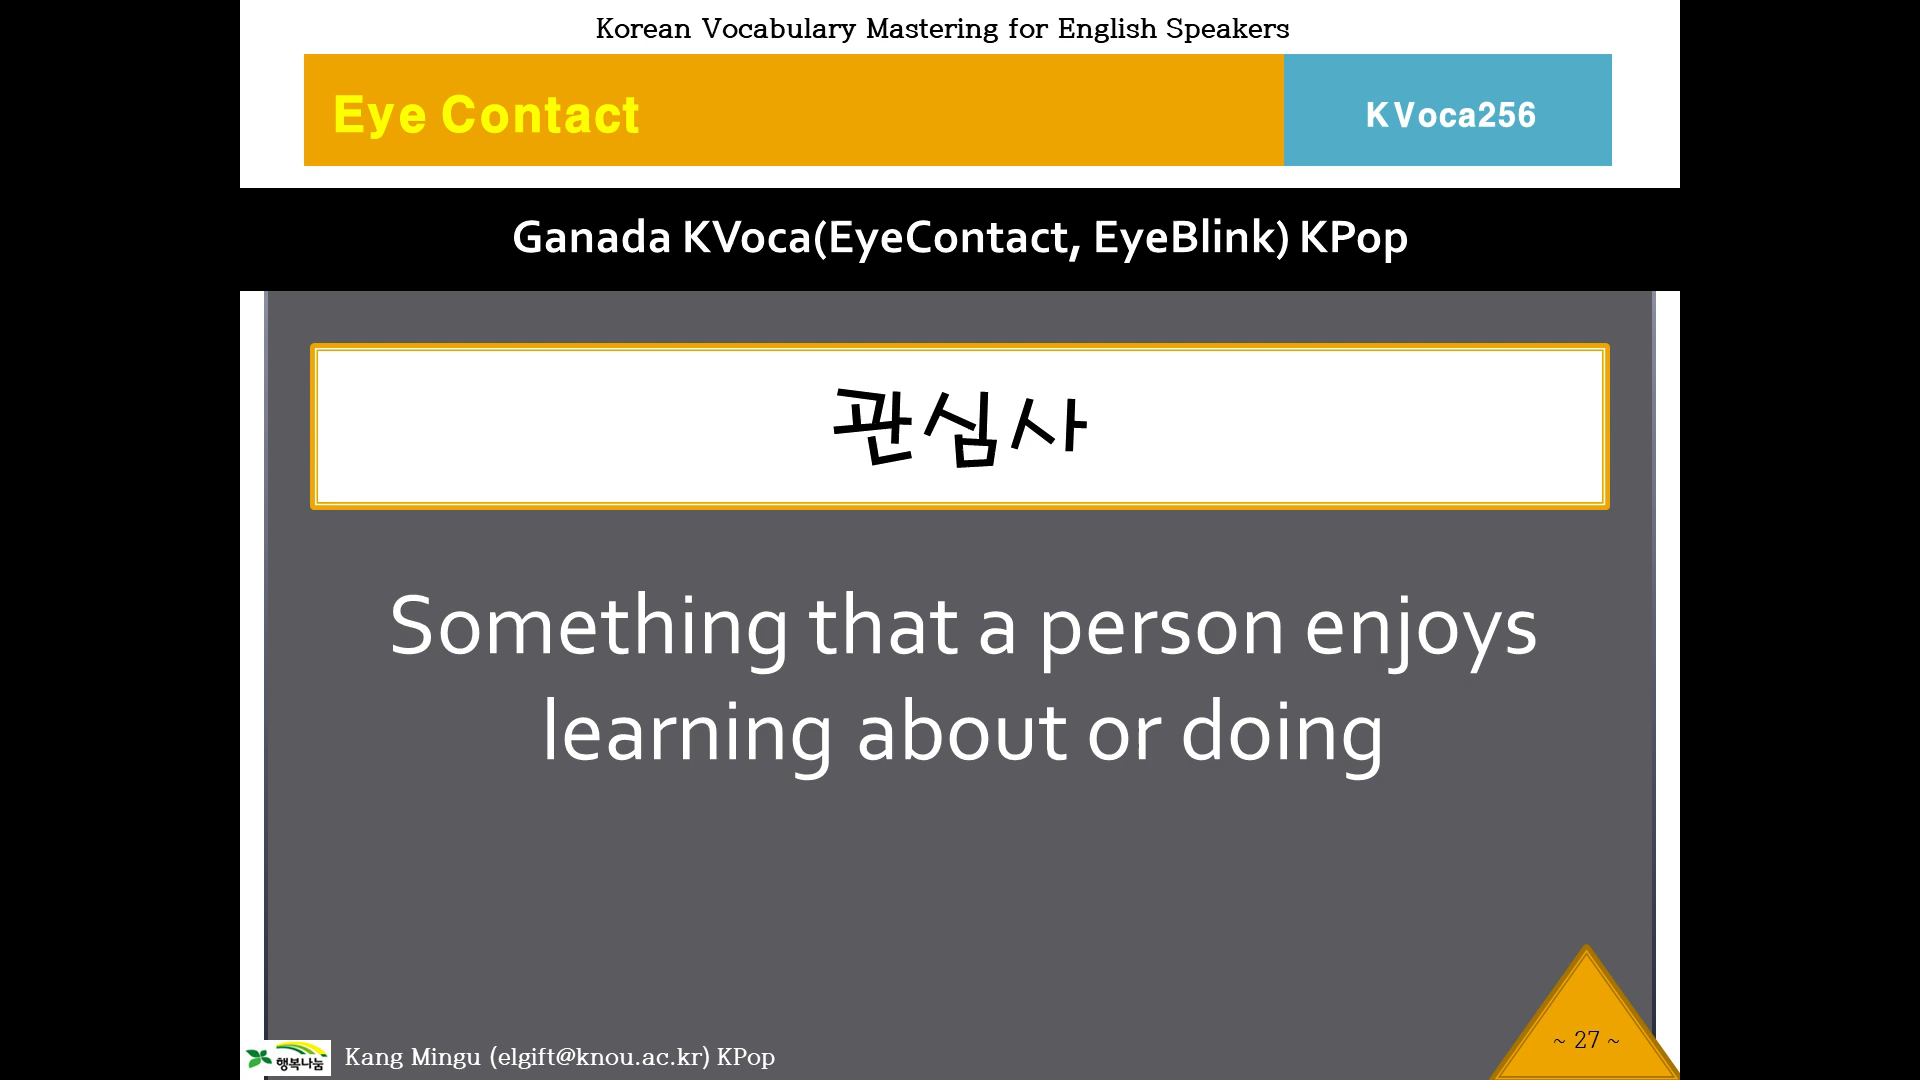 Korean Vocabulary Mastering for English Speakers
Eye Contact
KVoca256
Ganada KVoca(EyeContact, EyeBlink) KPop
관심사
Something that a person enjoys
learning about or doing
~ 27 ~
행복나눔
Kang Mingu (elgift@knou.ac.kr) KPop